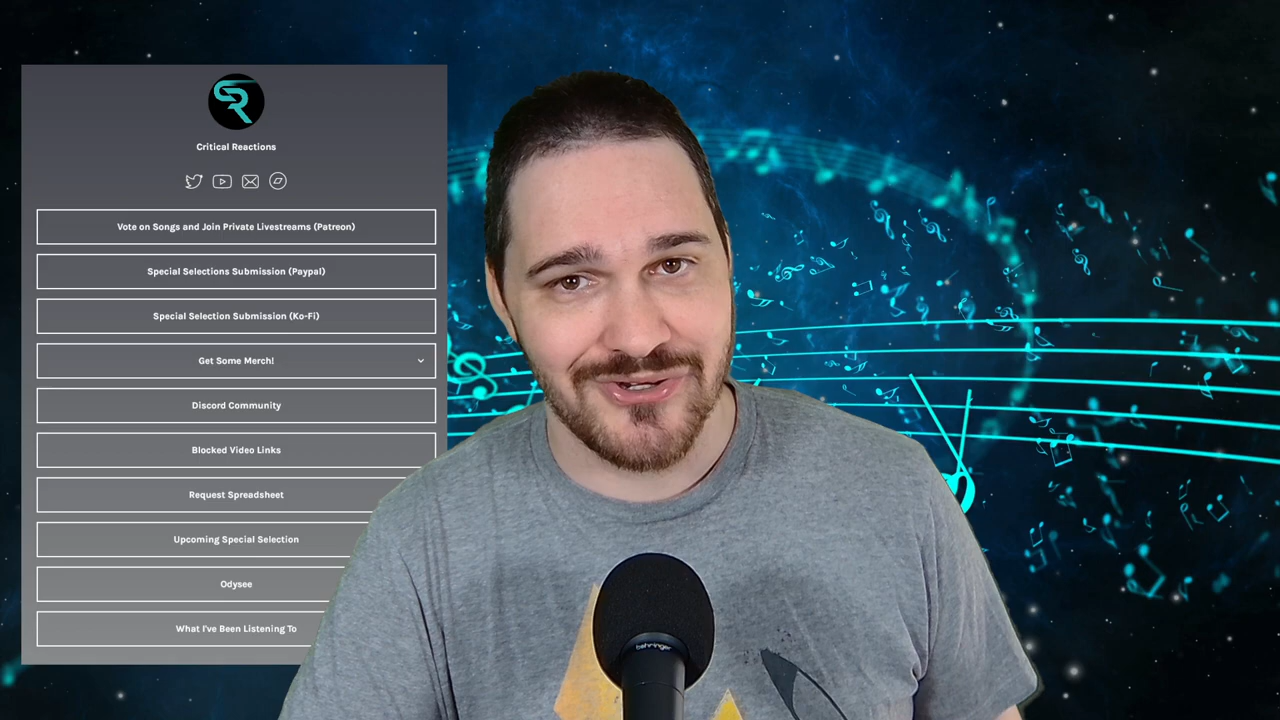 CR
Critical Reactions
Vote on Songs and Join Private Livestreams (Patreon)
Special Selections Submission (Paypal)
Special Selection Submission (Ko-Fi)
Get Some Merch!
Discord Community
Blocked Video Links
Request Spreadsheet
Upcoming Special Selection
Odysee
What I've Been Listening To
behringer